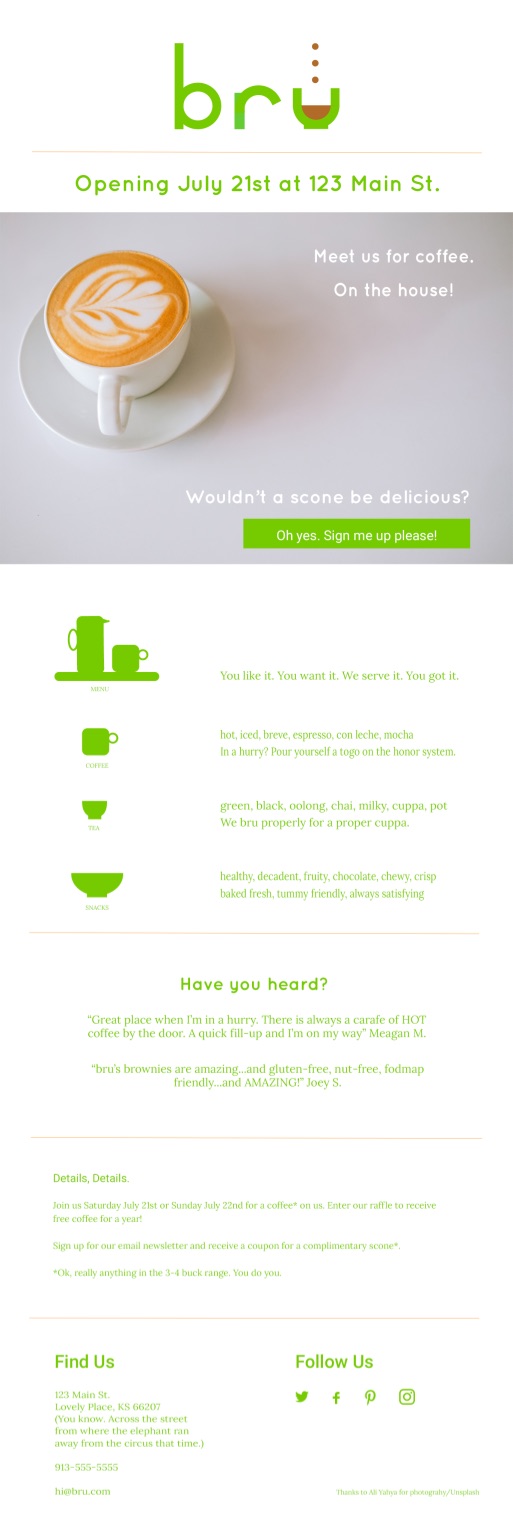 brü
Opening July 21st at 123 Main St.
Meet us for coffee.
On the house!
Wouldn't a scone be delicious?
Oh yes. Sign me up please!
You like it. You want it. We serve it. You got it.
MENU
hot, iced, breve, espresso, con leche, mocha
In a hurry? Pour yourself a togo on the honor system.
COFFEE
green, black, oolong, chai, milky, cuppa, pot
We bru properly for a proper cuppa.
TEA
healthy, decadent, fruity, chocolate, chewy, crisp
baked fresh, tummy friendly, always satisfying
SNACKS
Have you heard?
“Great place when I’m in a hurry. There is always a carafe of HOT
coffee by the door. A quick fill-up and I’m on my way” Meagan M.
“bru’s brownies are amazing...and gluten-free, nut-free, fodmap
friendly...and AMAZING!” Joey S.
Details, Details.
Join us Saturday July 21st or Sunday July 22nd for a coffee* on us. Enter our raffle to receive
free coffee for a year!
Sign up for our email newsletter and receive a coupon for a complimentary scone*.
*Ok, really anything in the 3-4 buck range. You do you.
Find Us
123 Main St.
Lovely Place, KS 66207
(You know. Across the street
from where the elephant ran
away from the circus that time.)
913-555-5555
hi@bru.com
Follow Us
Thanks to Ali Yahya for photograhy/Unsplash